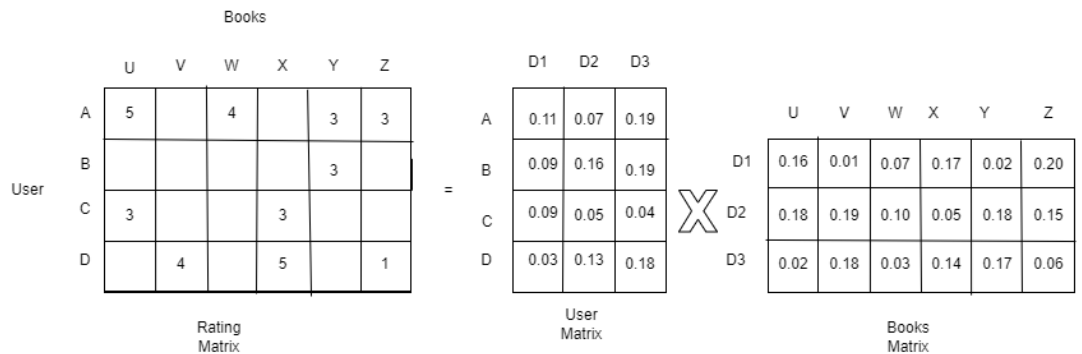 Books
U V W X Y Z
A 5 4 3 3
B 3
User
C 3 3
D 4 5 1
Rating
Matrix
=
D1 D2 D3
A 0.11 0.07 0.19
B 0.09 0.16 0.19
C 0.09 0.05 0.04
D 0.03 0.13 0.18
User
Matrix
X
U V W X Y Z
D1 0.16 0.01 0.07 0.17 0.02 0.20
D2 0.18 0.19 0.10 0.05 0.18 0.15
D3 0.02 0.18 0.03 0.14 0.17 0.06
Books
Matrix